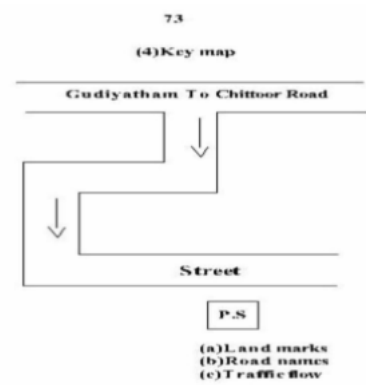 73
(4)Key map
Gudiyatham To Chittoor Road
Street
P.S
(a)Land marks
(b)Road names
(c)Traffic flow